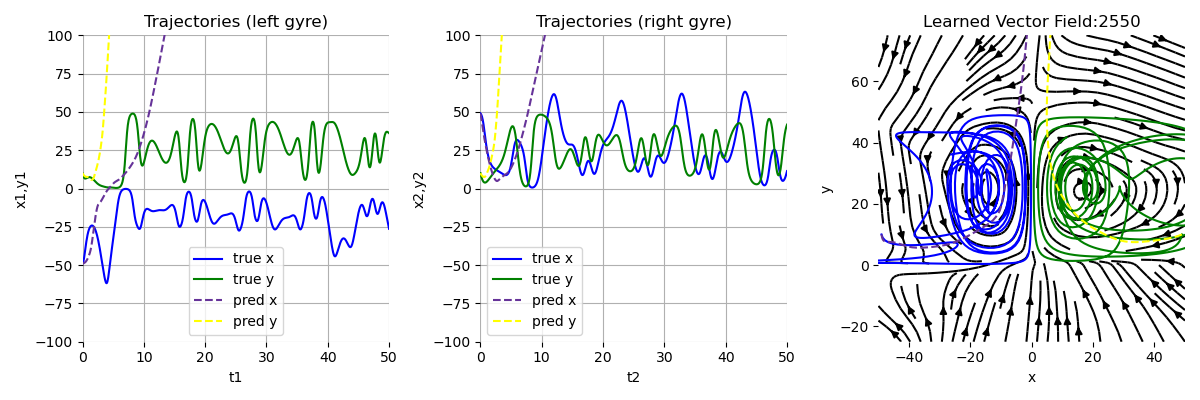 Trajectories (left gyre)
100
75
50
25
0
−25
−50
−75
−100
x1,y1
0 10 20 30 40 50
t1
true x
true y
pred x
pred y
Trajectories (right gyre)
100
75
50
25
0
−25
−50
−75
−100
x2,y2
0 10 20 30 40 50
t2
true x
true y
pred x
pred y
Learned Vector Field:2550
60
40
20
0
−20
y
−40 −20 0 20 40
x